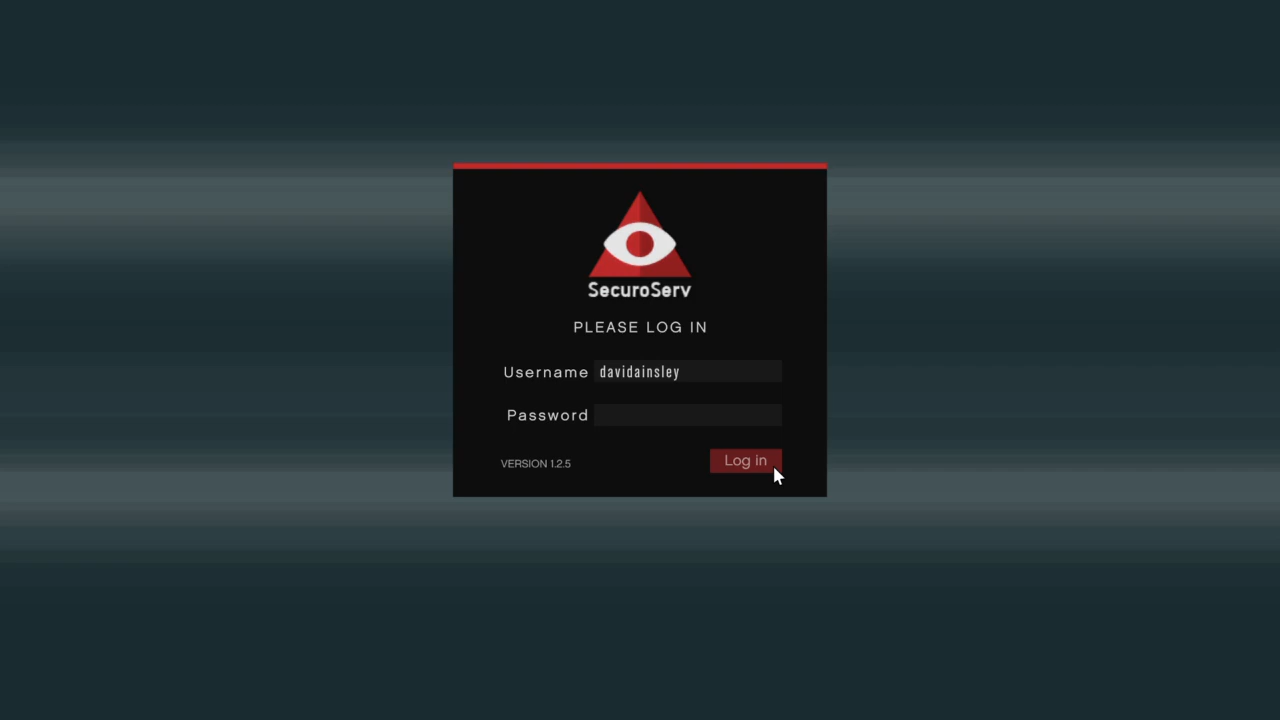 SecuroServ
PLEASE LOG IN
Username davidainsley
Password
VERSION 1.2.5
Log in